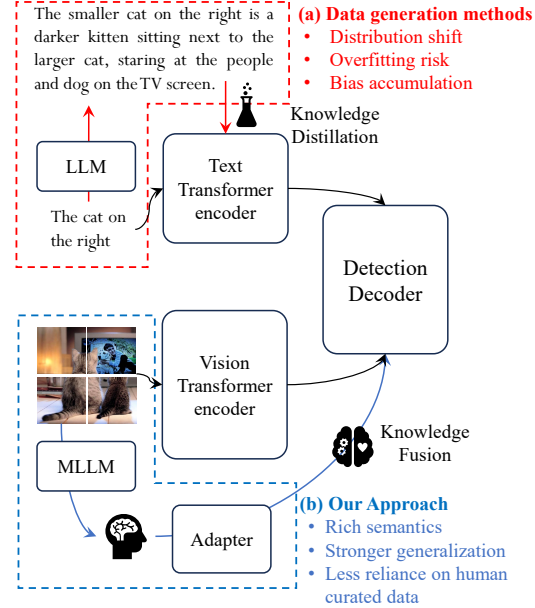 The smaller cat on the right is a
darker kitten sitting next to the
larger cat, staring at the people
and dog on the TV screen.
(a) Data generation methods
• Distribution shift
• Overfitting risk
• Bias accumulation
Knowledge
Distillation
LLM
The cat on
the right
Text
Transformer
encoder
Detection
Decoder
Vision
Transformer
encoder
MLLM
Adapter
Knowledge
Fusion
(b) Our Approach
• Rich semantics
• Stronger generalization
• Less reliance on human
curated data